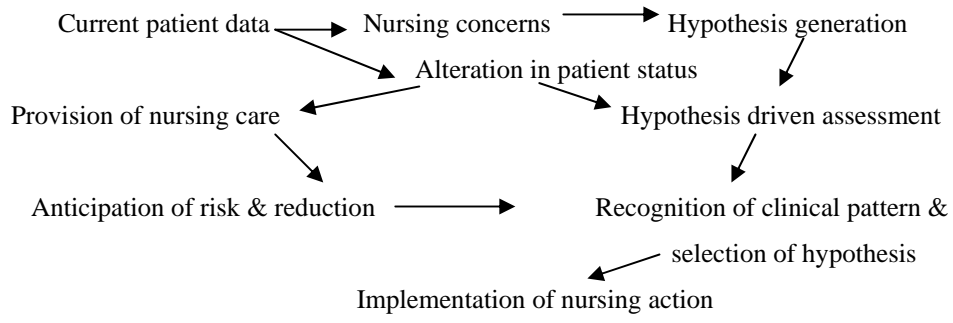 Current patient data Nursing concerns Hypothesis generation
Alteration in patient status
Provision of nursing care Hypothesis driven assessment
Anticipation of risk & reduction Recognition of clinical pattern &
selection of hypothesis
Implementation of nursing action